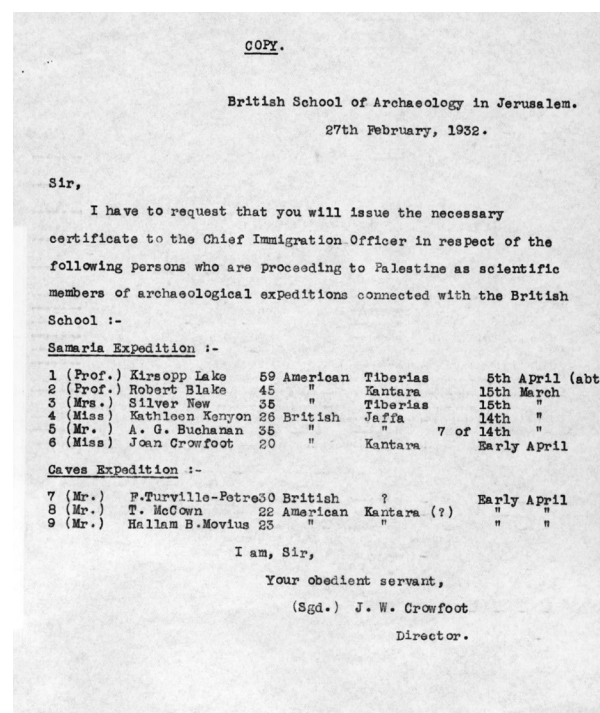 COPY.
British School of Archaeology in Jerusalem.
27th February, 1932.
Sir,
I have to request that you will issue the necessary
certificate to the Chief Immigration Officer in respect of the
following persons who are proceeding to Palestine as scientific
members of archaeological expeditions connected with the British
School :-
Samaria Expedition :-
1 (Prof.) Kirsopp Lake 59 American Tiberias 5th April (abt
2 (Prof.) Robert Blake 45 " Kantara 15th March
3 (Mrs.) Silver New 35 " Tiberias 15th "
4 (Miss) Kathleen Kenyon 26 British Jaffa 14th "
5 (Mr. ) A. G. Buchanan 35 " " 7 of 14th "
6 (Miss) Joan Crowfoot 20 " Kantara Early April
Caves Expedition :-
7 (Mr.) F.Turville-Petre30 British ? Early April
8 (Mr.) T. McCown 22 American Kantara (?) " "
9 (Mr.) Hallam B.Movius 23 " " " "
I am, Sir,
Your obedient servant,
(Sgd.) J. W. Crowfoot
Director.